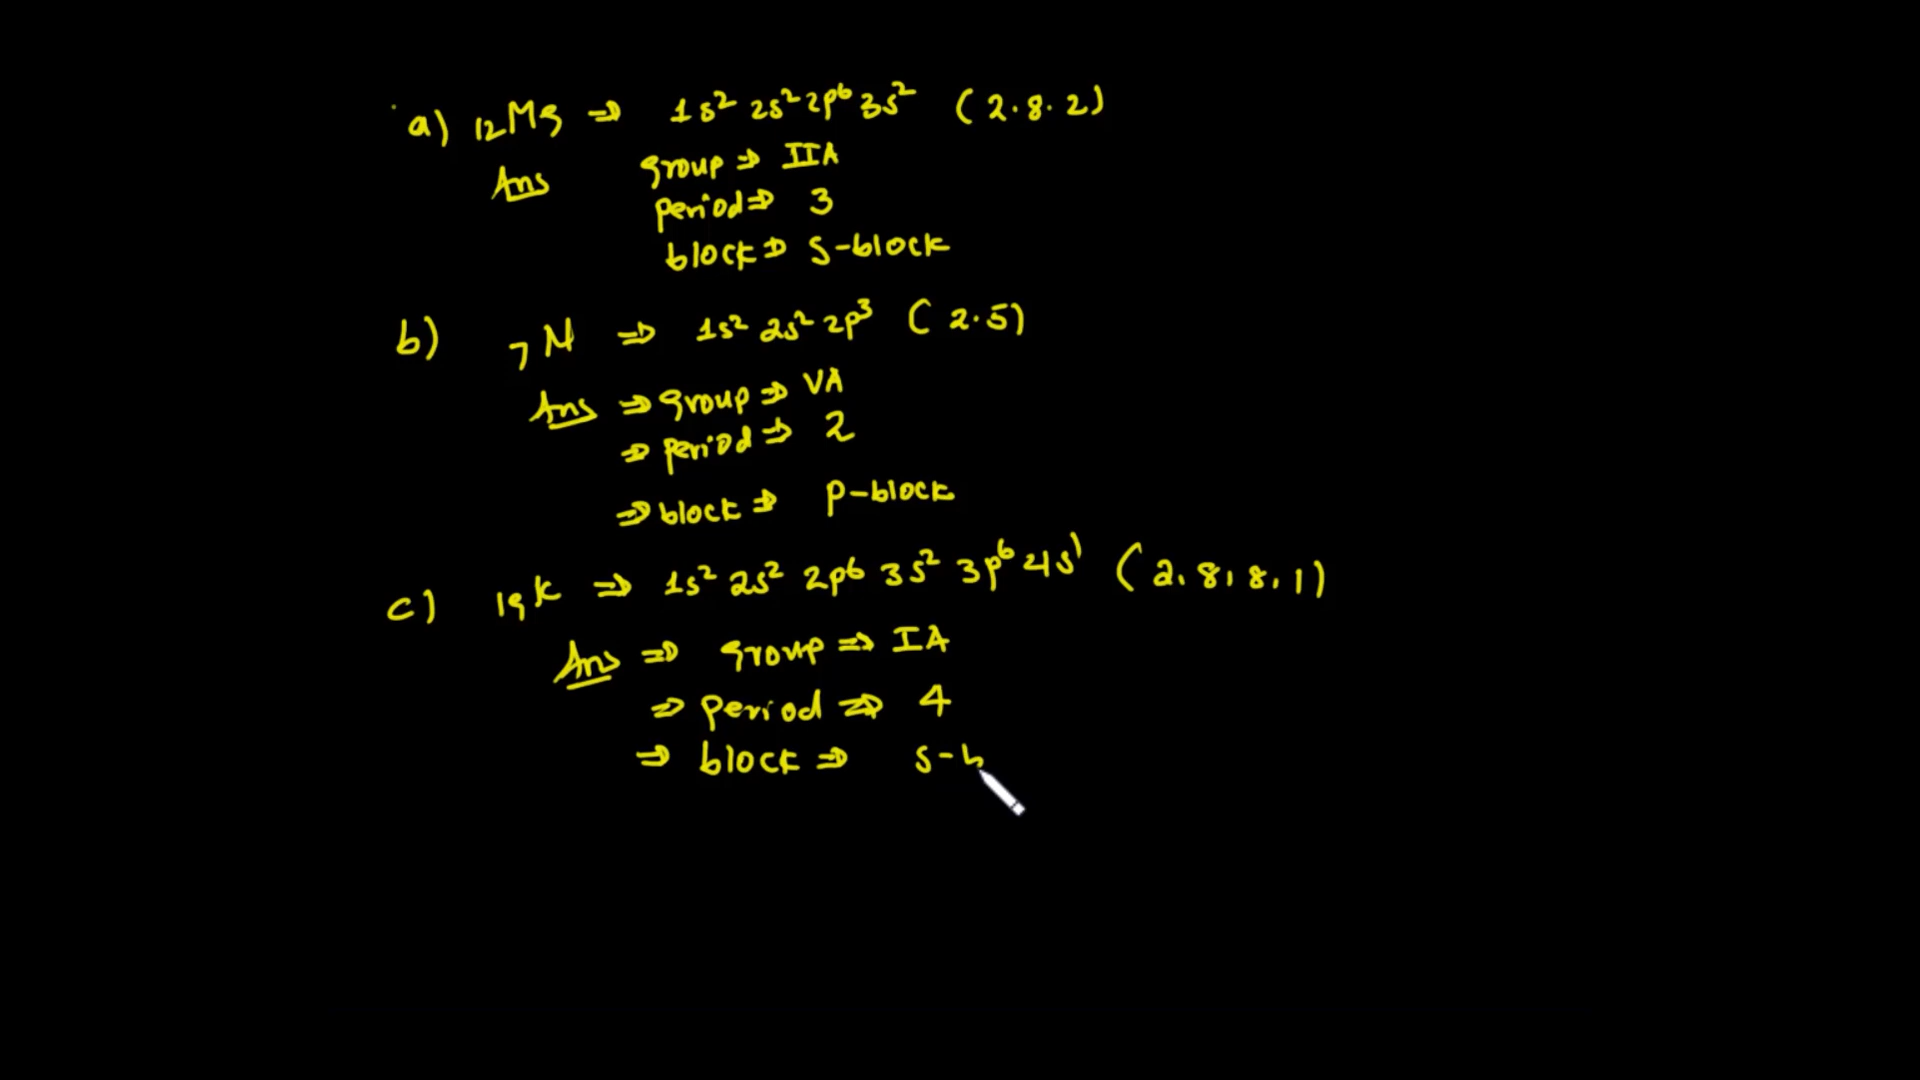 a) ₁₂Mg ⇒ 1s² 2s² 2p⁶ 3s² (2.8.2)
Ans group ⇒ IIA
period ⇒ 3
block ⇒ S-block
b) ₇N ⇒ 1s² 2s² 2p³ (2.5)
Ans ⇒ group ⇒ VA
⇒ period ⇒ 2
⇒ block ⇒ P-block
c) ₁₉K ⇒ 1s² 2s² 2p⁶ 3s² 3p⁶ 4s¹ (2,8,8,1)
Ans ⇒ group ⇒ IA
⇒ period ⇒ 4
⇒ block ⇒ s-b